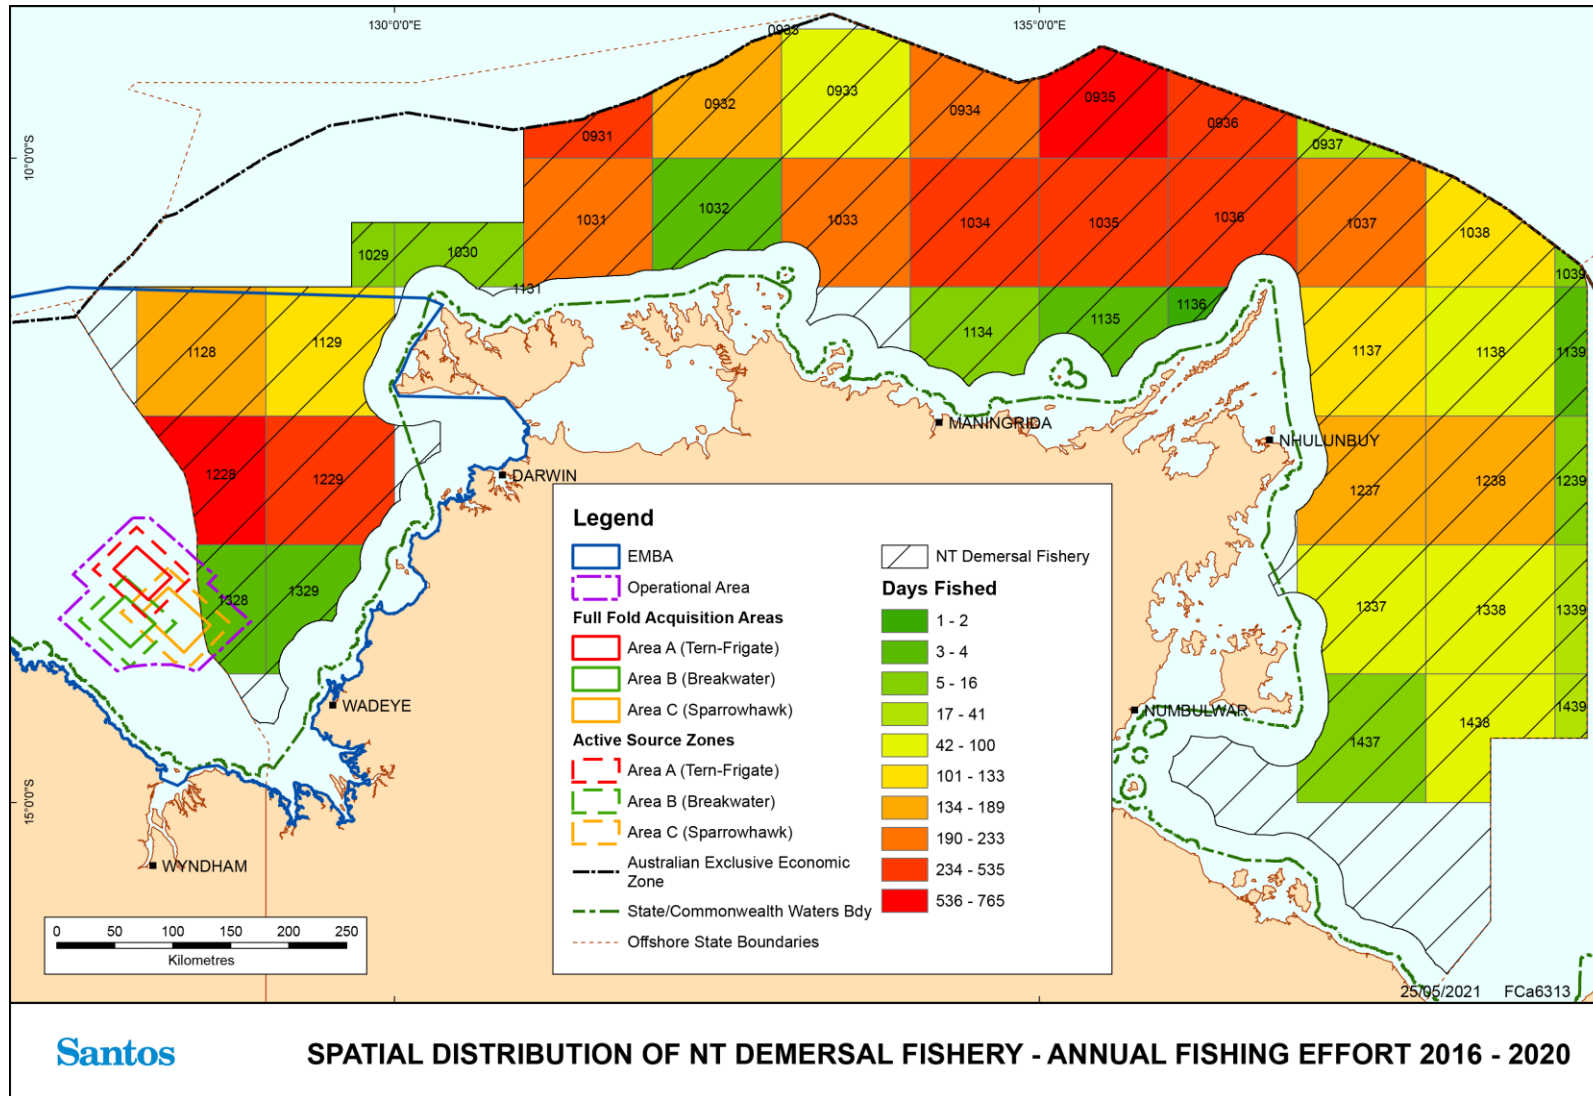 130°0'0"E
135°0'0"E
10°0'0"S
15°0'0"S
0933
0931
0932
0933
0934
0935
0936
0937
1029
1030
1031
1032
1033
1034
1035
1036
1037
1038
1039
1131
1128
1129
1134
1135
1136
1137
1138
1139
1228
1229
1237
1238
1239
1328
1329
1337
1338
1339
1437
1438
1439
MANINGRIDA
NHULUNBUY
DARWIN
WADEYE
NUMBULWAR
WYNDHAM
Legend
EMBA
Operational Area
Full Fold Acquisition Areas
Area A (Tern-Frigate)
Area B (Breakwater)
Area C (Sparrowhawk)
Active Source Zones
Area A (Tern-Frigate)
Area B (Breakwater)
Area C (Sparrowhawk)
Australian Exclusive Economic
Zone
State/Commonwealth Waters Bdy
Offshore State Boundaries
NT Demersal Fishery
Days Fished
1 - 2
3 - 4
5 - 16
17 - 41
42 - 100
101 - 133
134 - 189
190 - 233
234 - 535
536 - 765
0 50 100 150 200 250
Kilometres
25/05/2021 FCa6313
Santos
SPATIAL DISTRIBUTION OF NT DEMERSAL FISHERY - ANNUAL FISHING EFFORT 2016 - 2020